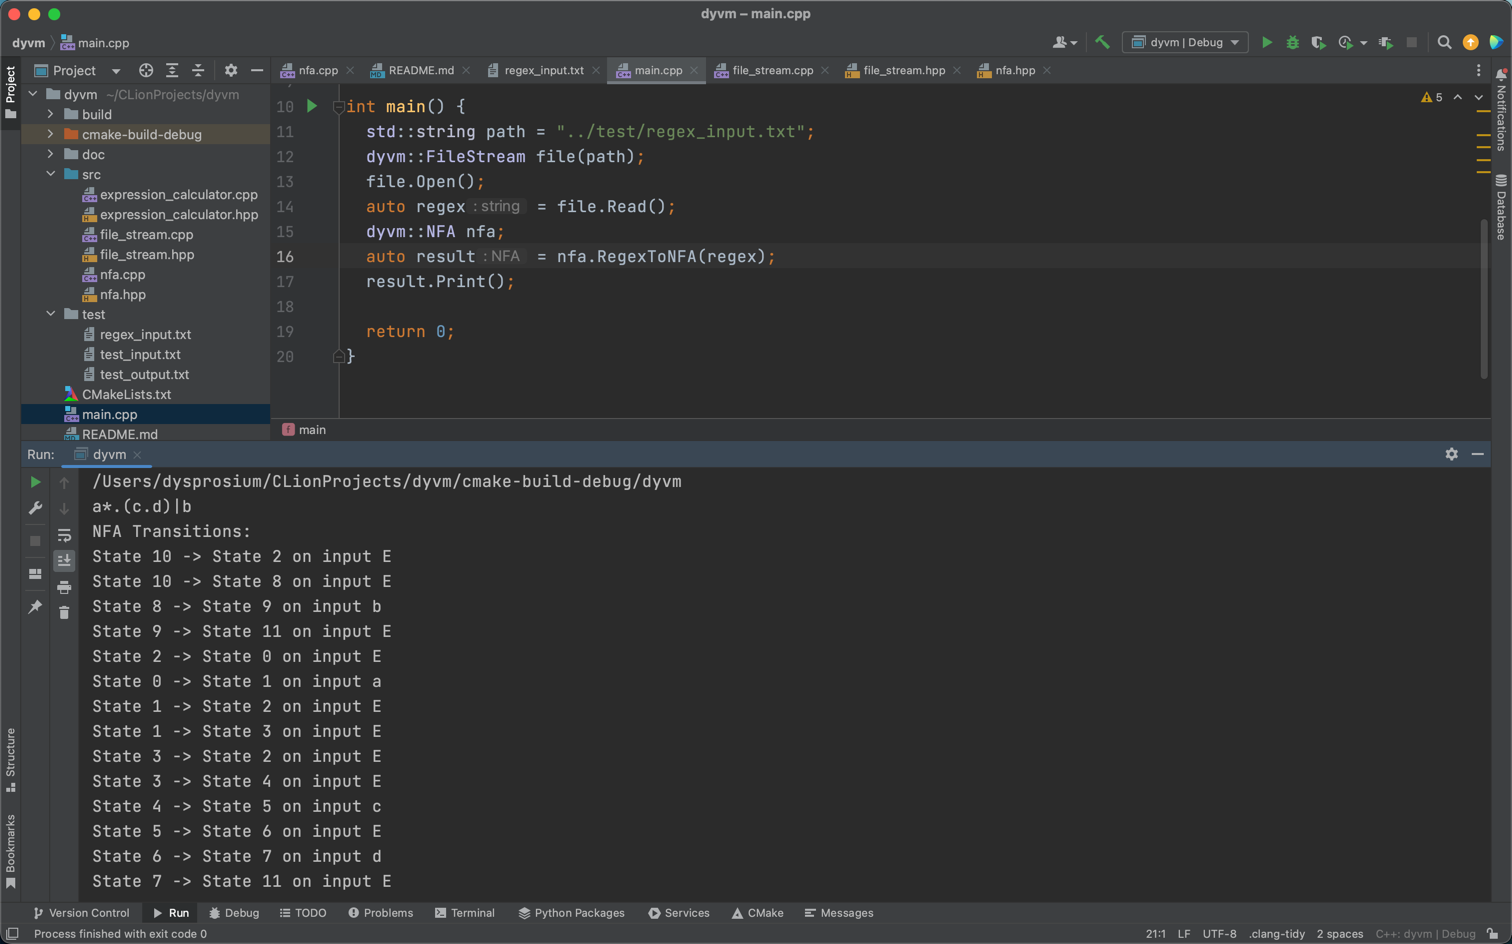 dyvm – main.cpp
dyvm main.cpp
dyvm | Debug
Project
Project
nfa.cpp
README.md
regex_input.txt
main.cpp
file_stream.cpp
file_stream.hpp
nfa.hpp
Notifications
Database
dyvm ~/CLionProjects/dyvm
build
cmake-build-debug
doc
src
expression_calculator.cpp
expression_calculator.hpp
file_stream.cpp
file_stream.hpp
nfa.cpp
nfa.hpp
test
regex_input.txt
test_input.txt
test_output.txt
CMakeLists.txt
main.cpp
README.md
5
10 int main() {
11 std::string path = "../test/regex_input.txt";
12 dyvm::FileStream file(path);
13 file.Open();
14 auto regex : string = file.Read();
15 dyvm::NFA nfa;
16 auto result : NFA = nfa.RegexToNFA(regex);
17 result.Print();
18
19 return 0;
20 }
f main
Run: dyvm
/Users/dysprosium/CLionProjects/dyvm/cmake-build-debug/dyvm
a*.(c.d)|b
NFA Transitions:
State 10 -> State 2 on input E
State 10 -> State 8 on input E
State 8 -> State 9 on input b
State 9 -> State 11 on input E
State 2 -> State 0 on input E
State 0 -> State 1 on input a
State 1 -> State 2 on input E
State 1 -> State 3 on input E
State 3 -> State 2 on input E
State 3 -> State 4 on input E
State 4 -> State 5 on input c
State 5 -> State 6 on input E
State 6 -> State 7 on input d
State 7 -> State 11 on input E
Structure
Bookmarks
Version Control Run Debug TODO Problems Terminal Python Packages Services CMake Messages
Process finished with exit code 0
21:1 LF UTF-8 .clang-tidy 2 spaces C++: dyvm | Debug